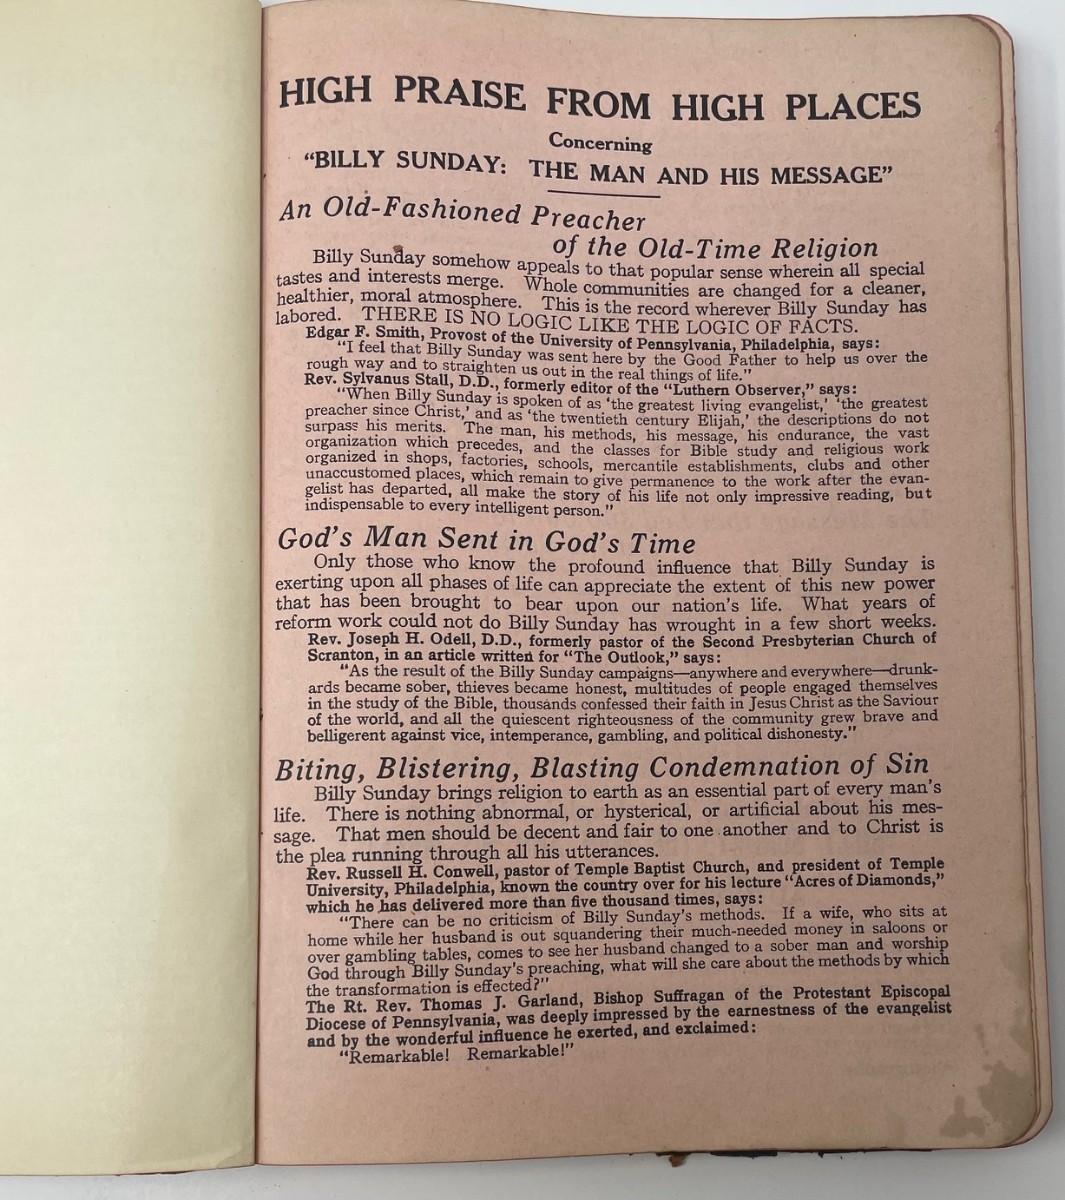 HIGH PRAISE FROM HIGH PLACES
Concerning
“BILLY SUNDAY: THE MAN AND HIS MESSAGE”
An Old-Fashioned Preacher
of the Old-Time Religion
Billy Sunday somehow appeals to that popular sense wherein all special
tastes and interests merge. Whole communities are changed for a cleaner,
healthier, moral atmosphere. This is the record wherever Billy Sunday has
labored. THERE IS NO LOGIC LIKE THE LOGIC OF FACTS.
Edgar F. Smith, Provost of the University of Pennsylvania, Philadelphia, says:
“I feel that Billy Sunday was sent here by the Good Father to help us over the
rough way and to straighten us out in the real things of life.”
Rev. Sylvanus Stall, D.D., formerly editor of the “Luthern Observer,” says:
“When Billy Sunday is spoken of as ‘the greatest living evangelist,’ ‘the greatest
preacher since Christ,’ and as ‘the twentieth century Elijah,’ the descriptions do not
surpass his merits. The man, his methods, his message, his endurance, the vast
organization which precedes, and the classes for Bible study and religious work
organized in shops, factories, schools, mercantile establishments, clubs and other
unaccustomed places, which remain to give permanence to the work after the evan-
gelist has departed, all make the story of his life not only impressive reading, but
indispensable to every intelligent person.”
God’s Man Sent in God’s Time
Only those who know the profound influence that Billy Sunday is
exerting upon all phases of life can appreciate the extent of this new power
that has been brought to bear upon our nation’s life. What years of
reform work could not do Billy Sunday has wrought in a few short weeks.
Rev. Joseph H. Odell, D.D., formerly pastor of the Second Presbyterian Church of
Scranton, in an article written for “The Outlook,” says:
“As the result of the Billy Sunday campaigns—anywhere and everywhere—drunk-
ards became sober, thieves became honest, multitudes of people engaged themselves
in the study of the Bible, thousands confessed their faith in Jesus Christ as the Saviour
of the world, and all the quiescent righteousness of the community grew brave and
belligerent against vice, intemperance, gambling, and political dishonesty.”
Biting, Blistering, Blasting Condemnation of Sin
Billy Sunday brings religion to earth as an essential part of every man’s
life. There is nothing abnormal, or hysterical, or artificial about his mes-
sage. That men should be decent and fair to one another and to Christ is
the plea running through all his utterances.
Rev. Russell H. Conwell, pastor of Temple Baptist Church, and president of Temple
University, Philadelphia, known the country over for his lecture “Acres of Diamonds,”
which he has delivered more than five thousand times, says:
“There can be no criticism of Billy Sunday’s methods. If a wife, who sits at
home while her husband is out squandering their much-needed money in saloons or
over gambling tables, comes to see her husband changed to a sober man and worship
God through Billy Sunday’s preaching, what will she care about the methods by which
the transformation is effected?”
The Rt. Rev. Thomas J. Garland, Bishop Suffragan of the Protestant Episcopal
Diocese of Pennsylvania, was deeply impressed by the earnestness of the evangelist
and by the wonderful influence he exerted, and exclaimed:
“Remarkable! Remarkable!”